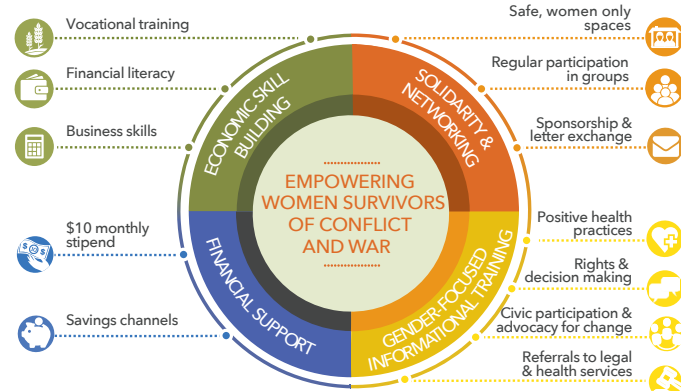 Vocational training
Financial literacy
Business skills
$10 monthly
stipend
Savings channels
ECONOMIC SKILL
BUILDING
SOLIDARITY &
NETWORKING
EMPOWERING
WOMEN SURVIVORS
OF CONFLICT
AND WAR
FINANCIAL SUPPORT
GENDER-FOCUSED
INFORMATIONAL TRAINING
Safe, women only
spaces
Regular participation
in groups
Sponsorship &
letter exchange
Positive health
practices
Rights &
decision making
Civic participation &
advocacy for change
Referrals to legal
& health services